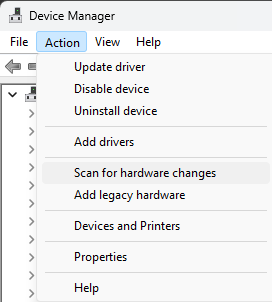 Device Manager
File Action View Help
Update driver
Disable device
Uninstall device
Add drivers
Scan for hardware changes
Add legacy hardware
Devices and Printers
Properties
Help